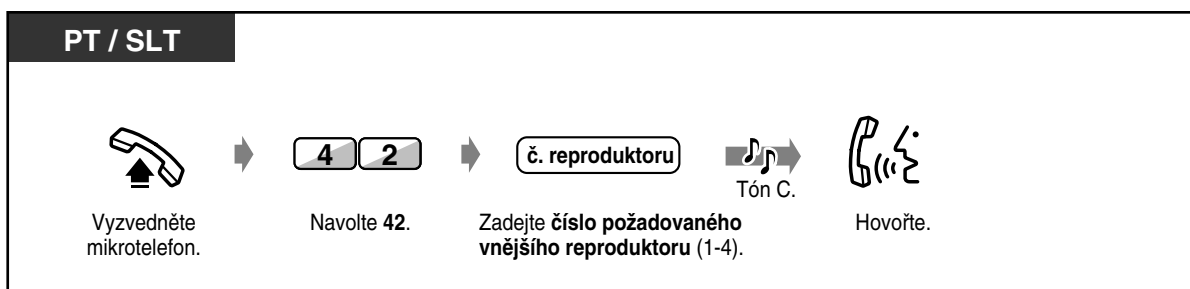 PT / SLT
4 2
č. reproduktoru
Tón C.
Vyzvedněte
mikrotelefon.
Navolte 42.
Zadejte číslo požadovaného
vnějšího reproduktoru (1-4).
Hovořte.